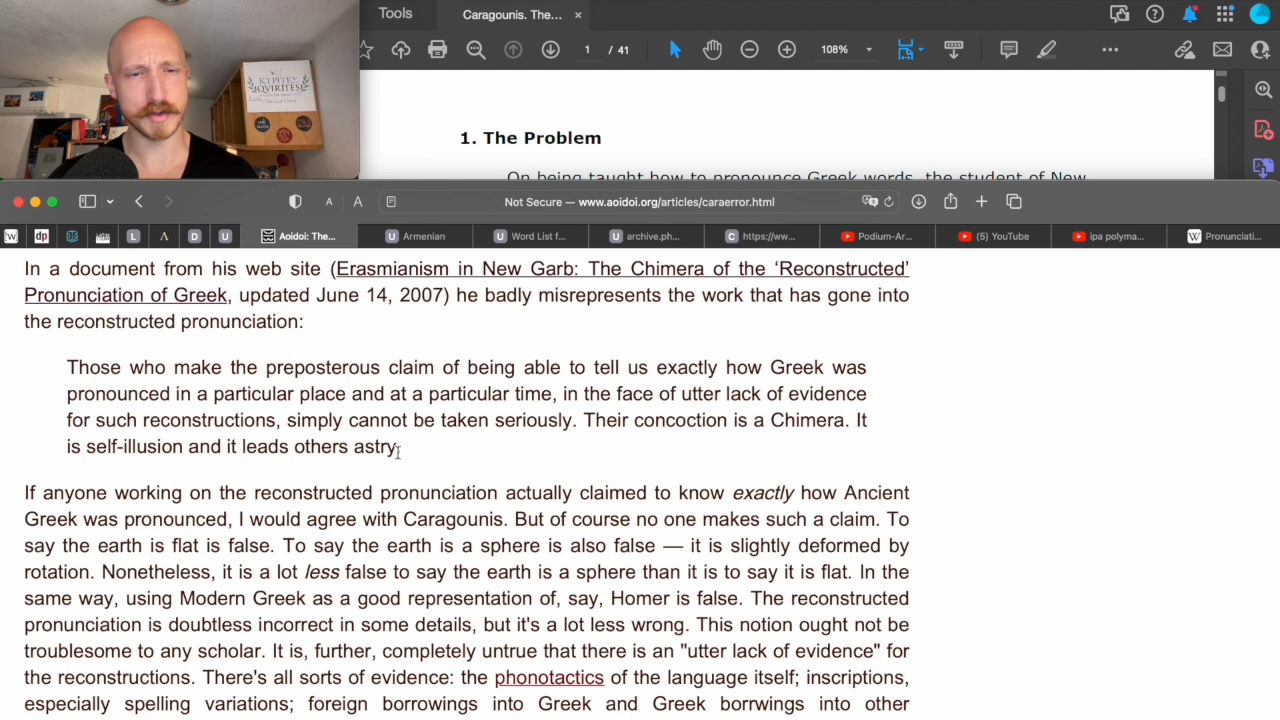 Tools
Caragounis. The...
1 / 41
108%
KYPITEX
IQVIRITES
1. The Problem
On being taught how to pronounce Greek words, the student of New
Not Secure — www.aoidoi.org/articles/caraerror.html
Aoidoi: The...
Armenian
Word List f...
archive.ph...
https://ww...
Podium-Ar...
(5) YouTube
ipa polyma...
Pronunciati...
In a document from his web site (Erasmianism in New Garb: The Chimera of the ‘Reconstructed’
Pronunciation of Greek, updated June 14, 2007) he badly misrepresents the work that has gone into
the reconstructed pronunciation:
Those who make the preposterous claim of being able to tell us exactly how Greek was
pronounced in a particular place and at a particular time, in the face of utter lack of evidence
for such reconstructions, simply cannot be taken seriously. Their concoction is a Chimera. It
is self-illusion and it leads others astry.
If anyone working on the reconstructed pronunciation actually claimed to know exactly how Ancient
Greek was pronounced, I would agree with Caragounis. But of course no one makes such a claim. To
say the earth is flat is false. To say the earth is a sphere is also false — it is slightly deformed by
rotation. Nonetheless, it is a lot less false to say the earth is a sphere than it is to say it is flat. In the
same way, using Modern Greek as a good representation of, say, Homer is false. The reconstructed
pronunciation is doubtless incorrect in some details, but it's a lot less wrong. This notion ought not be
troublesome to any scholar. It is, further, completely untrue that there is an "utter lack of evidence" for
the reconstructions. There's all sorts of evidence: the phonotactics of the language itself; inscriptions,
especially spelling variations; foreign borrowings into Greek and Greek borrwings into other